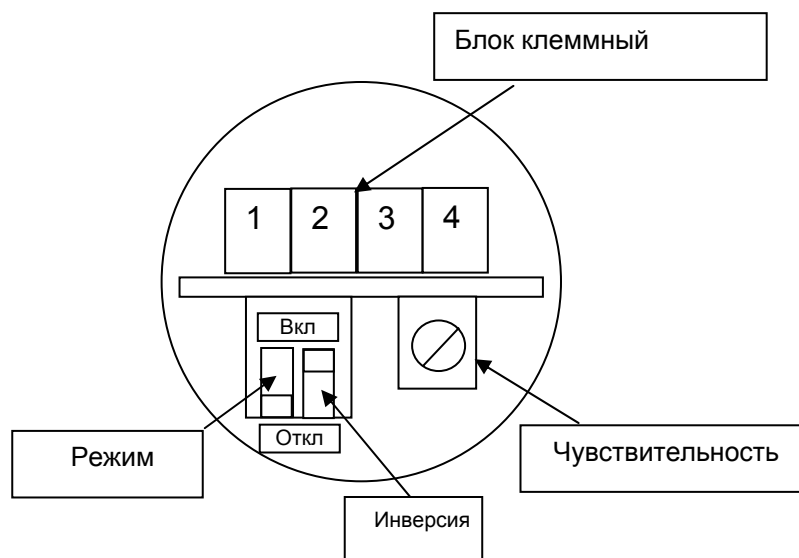 Блок клеммный
1 2 3 4
Вкл
Откл
Режим
Чувствительность
Инверсия